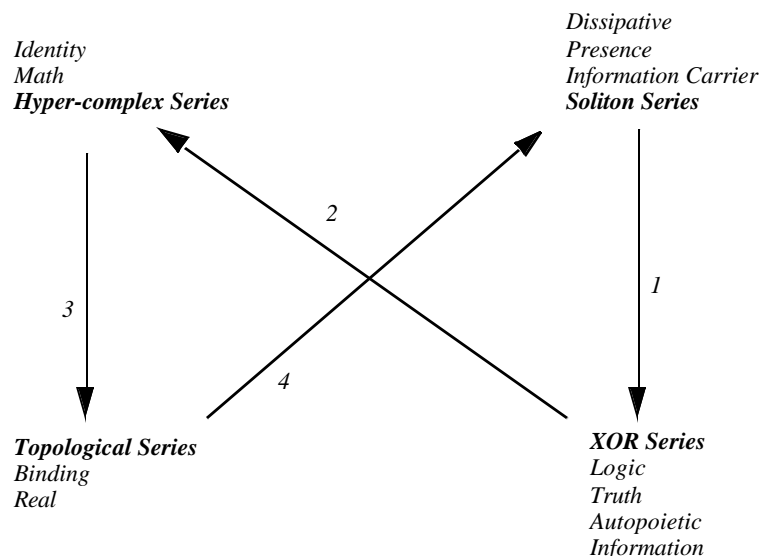 Identity
Math
Hyper-complex Series
Dissipative
Presence
Information Carrier
Soliton Series
2
3
1
4
Topological Series
Binding
Real
XOR Series
Logic
Truth
Autopoietic
Information